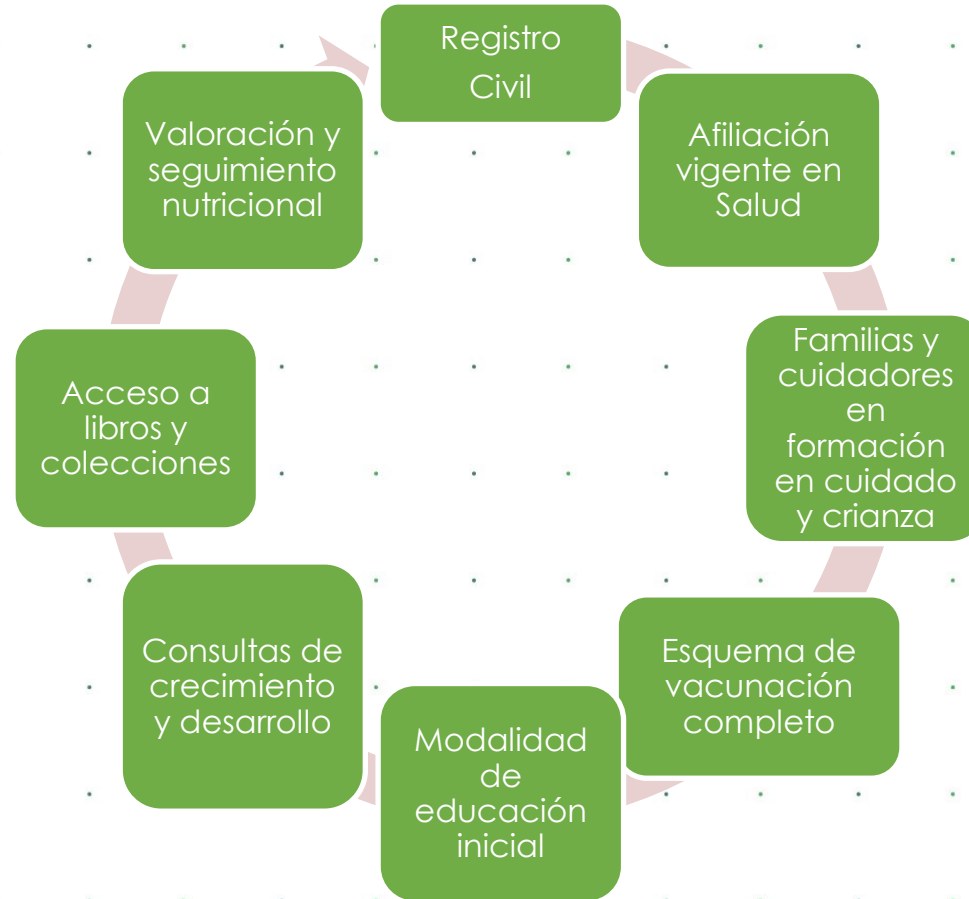 Registro
Civil
Afiliación
vigente en
Salud
Familias y
cuidadores
en
formación
en cuidado
y crianza
Esquema de
vacunación
completo
Modalidad
de
educación
inicial
Consultas de
crecimiento
y desarrollo
Acceso a
libros y
colecciones
Valoración y
seguimiento
nutricional